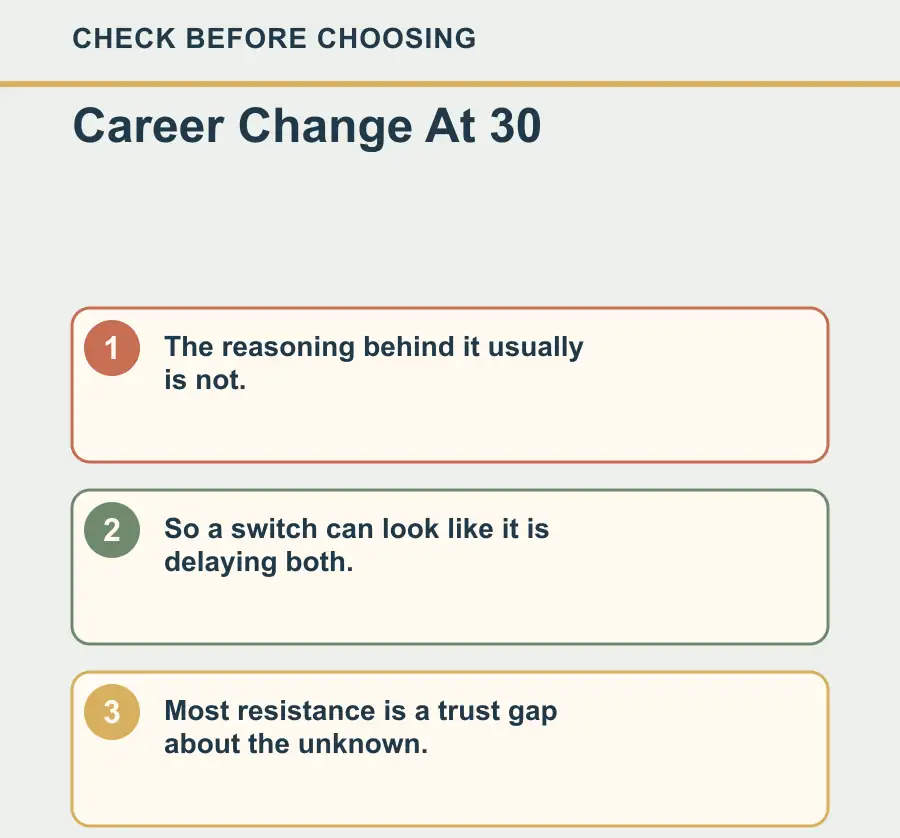 CHECK BEFORE CHOOSING
Career Change At 30
1
The reasoning behind it usually
is not.
2
So a switch can look like it is
delaying both.
3
Most resistance is a trust gap
about the unknown.